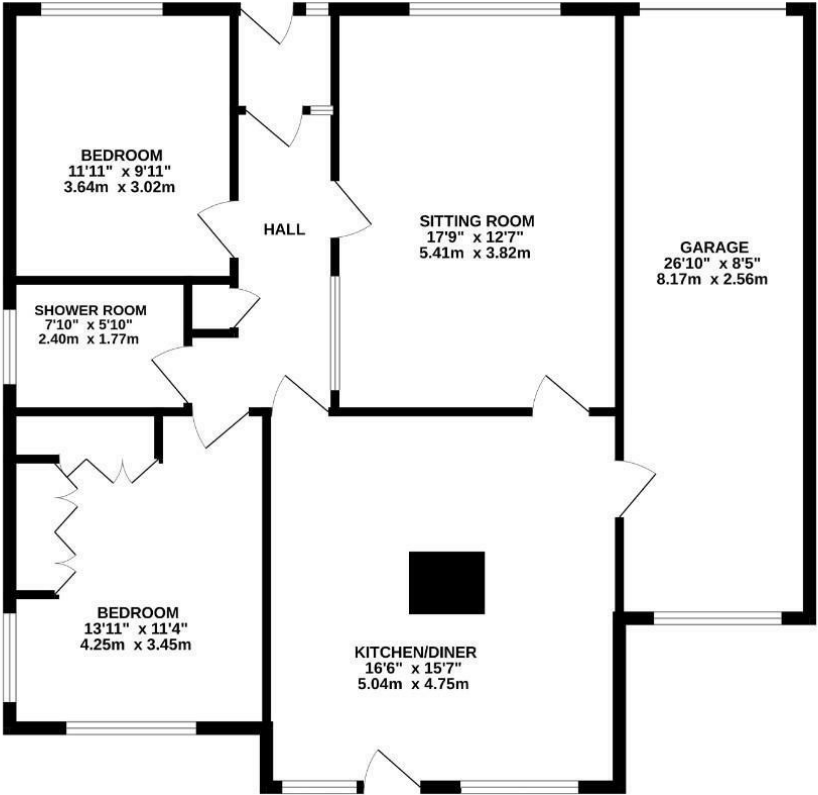 BEDROOM
11'11" x 9'11"
3.64m x 3.02m
HALL
SITTING ROOM
17'9" x 12'7"
5.41m x 3.82m
GARAGE
26'10" x 8'5"
8.17m x 2.56m
SHOWER ROOM
7'10" x 5'10"
2.40m x 1.77m
BEDROOM
13'11" x 11'4"
4.25m x 3.45m
KITCHEN/DINER
16'6" x 15'7"
5.04m x 4.75m